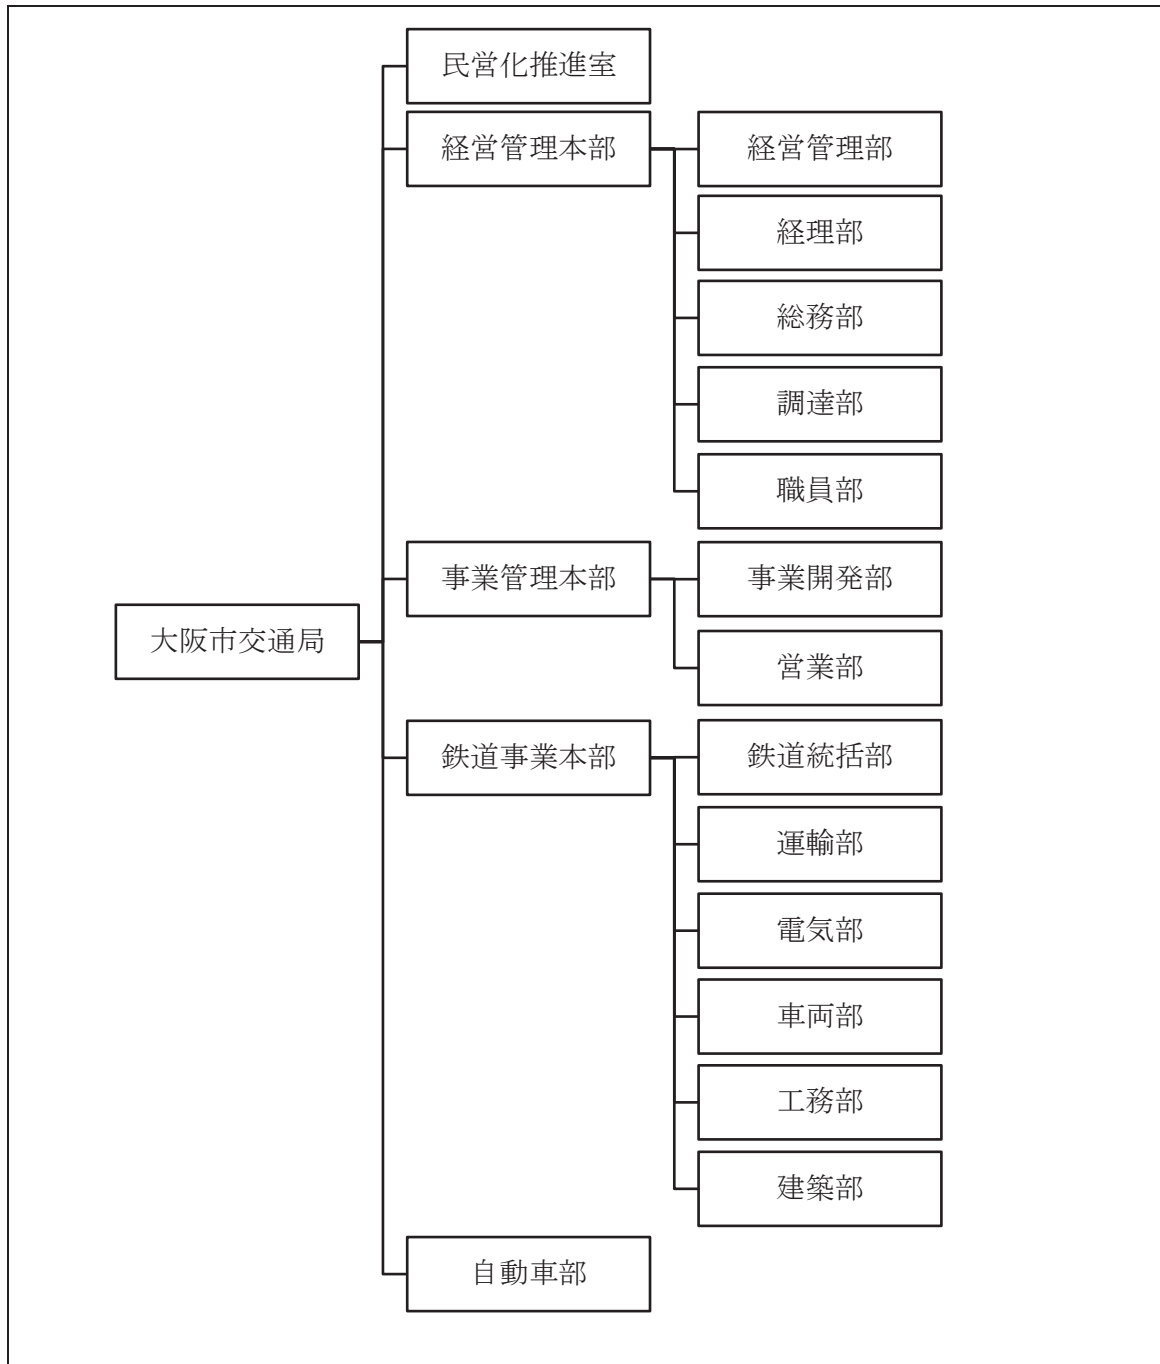 民営化推進室
経営管理本部
経営管理部
経理部
総務部
調達部
職員部
事業管理本部
事業開発部
営業部
大阪市交通局
鉄道事業本部
鉄道統括部
運輸部
電気部
車両部
工務部
建築部
自動車部